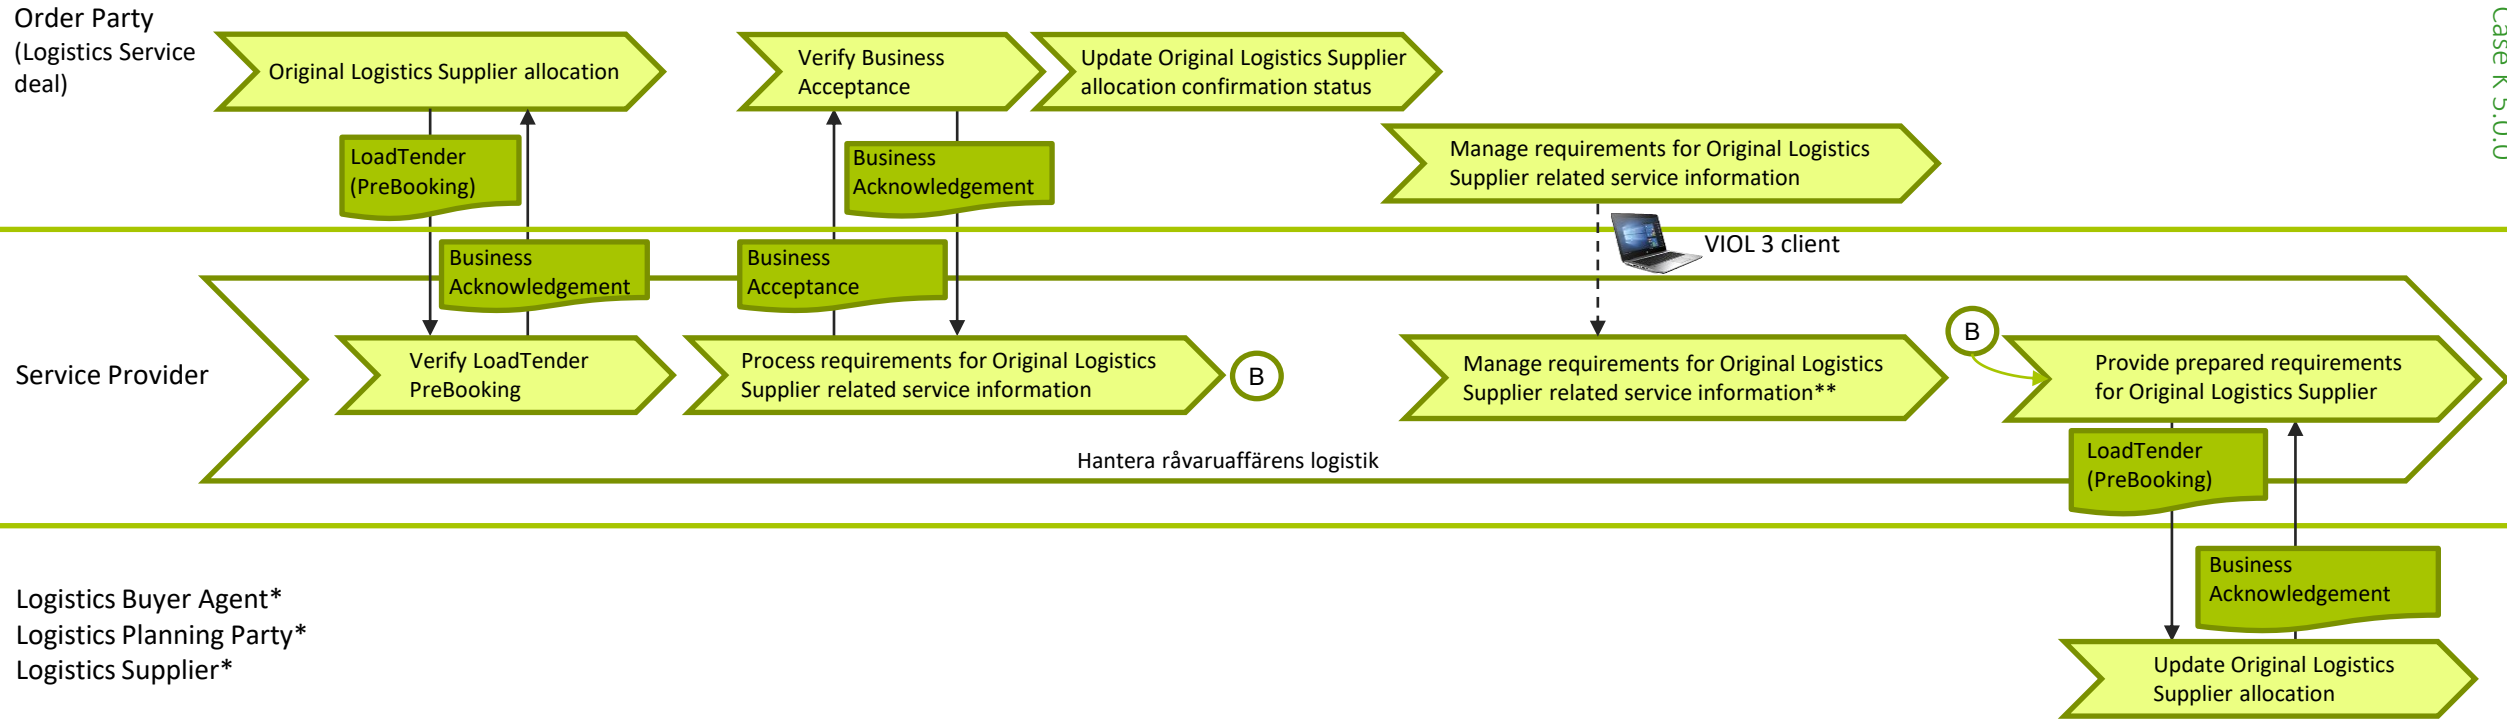 Order Party
(Logistics Service
deal)
Original Logistics Supplier allocation
Verify Business
Acceptance
Update Original Logistics Supplier
allocation confirmation status
Case K 5.0.0
LoadTender
(PreBooking)
Business
Acknowledgement
Manage requirements for Original Logistics
Supplier related service information
VIOL 3 client
Business
Acknowledgement
Business
Acceptance
Service Provider
Verify LoadTender
PreBooking
Process requirements for Original Logistics
Supplier related service information
B
Manage requirements for Original Logistics
Supplier related service information**
B
Provide prepared requirements
for Original Logistics Supplier
Hantera råvaruaffärens logistik
LoadTender
(PreBooking)
Business
Acknowledgement
Logistics Buyer Agent*
Logistics Planning Party*
Logistics Supplier*
Update Original Logistics
Supplier allocation